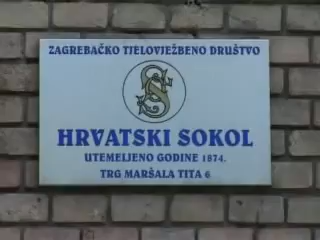 ZAGREBAČKO TJELOVJEŽBENO DRUŠTVO
HRVATSKI SOKOL
UTEMELJENO GODINE 1874.
TRG MARŠALA TITA 6